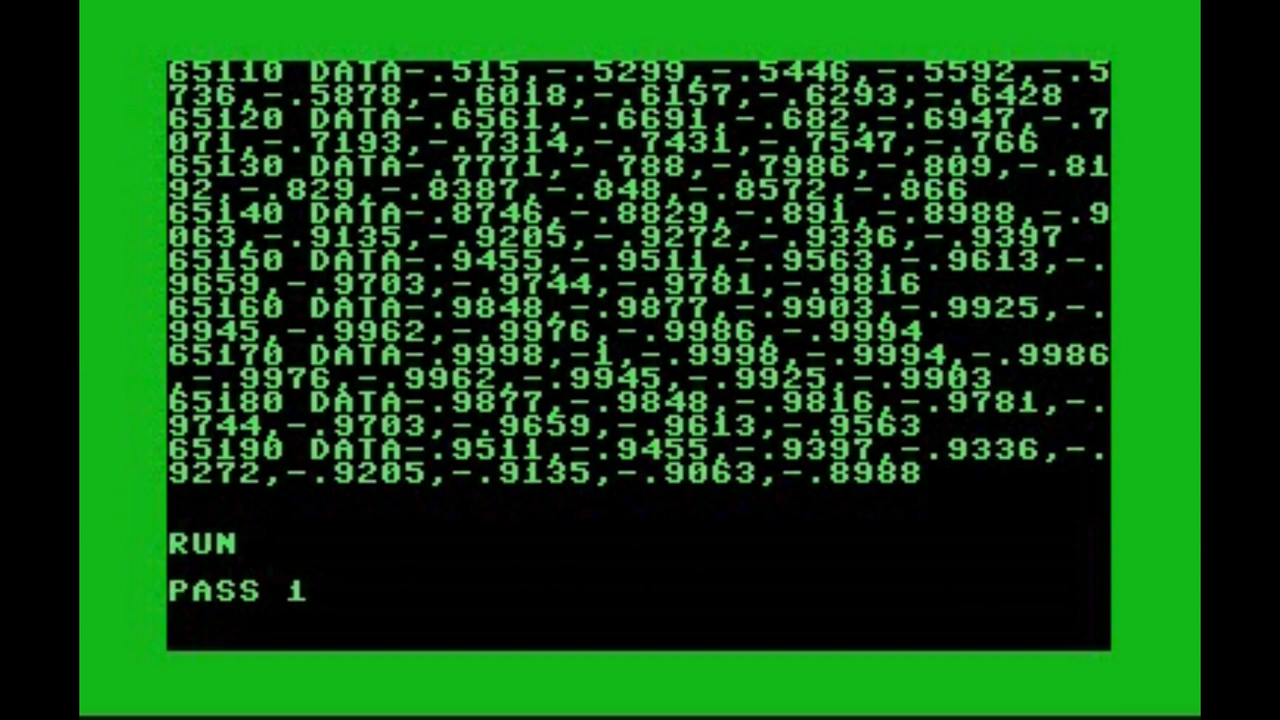 65110 DATA-.515,-.5299,-.5446,-.5592,-.5
736,-.5878,-.6018,-.6157,-.6293,-.6428
65120 DATA-.6561,-.6691,-.682,-.6947,-.7
071,-.7193,-.7314,-.7431,-.7547,-.766
65130 DATA-.7771,-.788,-.7986,-.809,-.81
92,-.829,-.8387,-.848,-.8572,-.866
65140 DATA-.8746,-.8829,-.891,-.8988,-.9
063,-.9135,-.9205,-.9272,-.9336,-.9397
65150 DATA-.9455,-.9511,-.9563,-.9613,-.
9659,-.9703,-.9744,-.9781,-.9816
65160 DATA-.9848,-.9877,-.9903,-.9925,-.
9945,-.9962,-.9976,-.9986,-.9994
65170 DATA-.9998,-1,-.9998,-.9994,-.9986
,-.9976,-.9962,-.9945,-.9925,-.9903
65180 DATA-.9877,-.9848,-.9816,-.9781,-.
9744,-.9703,-.9659,-.9613,-.9563
65190 DATA-.9511,-.9455,-.9397,-.9336,-.
9272,-.9205,-.9135,-.9063,-.8988
RUN
PASS 1